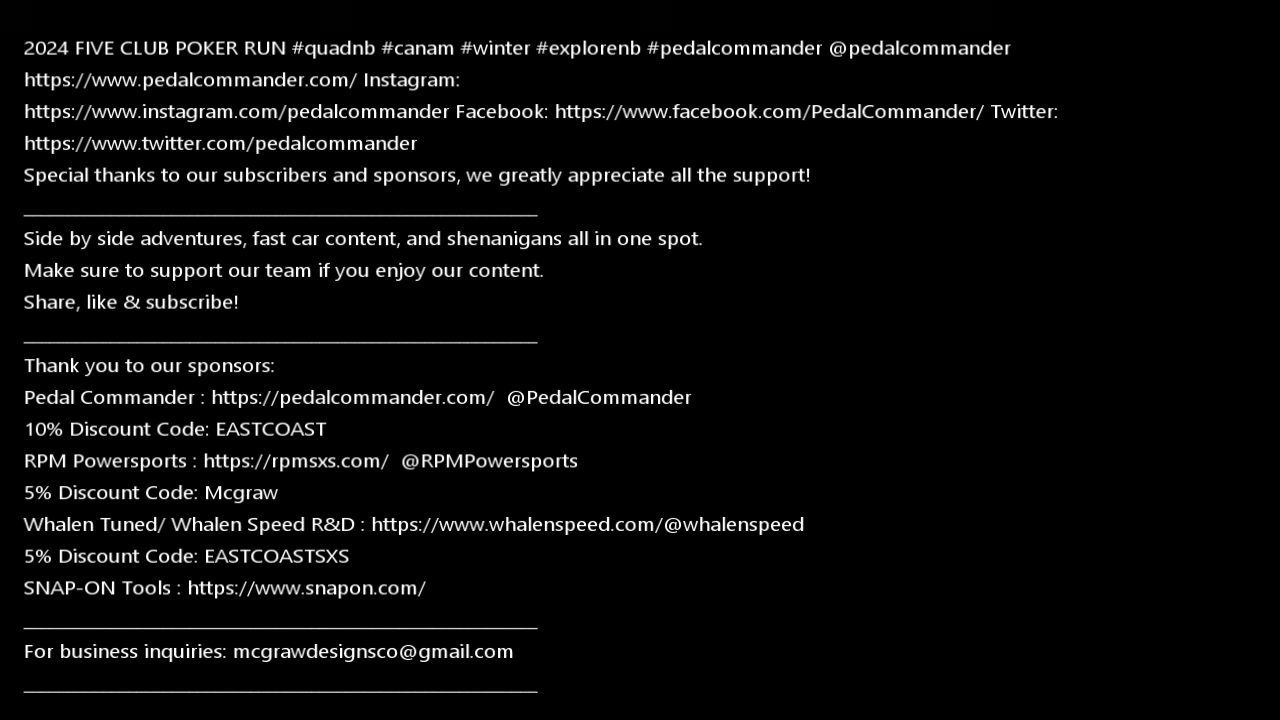 2024 FIVE CLUB POKER RUN #quadnb #canam #winter #explorenb #pedalcommander @pedalcommander
https://www.pedalcommander.com/ Instagram:
https://www.instagram.com/pedalcommander Facebook: https://www.facebook.com/PedalCommander/ Twitter:
https://www.twitter.com/pedalcommander
Special thanks to our subscribers and sponsors, we greatly appreciate all the support!
Side by side adventures, fast car content, and shenanigans all in one spot.
Make sure to support our team if you enjoy our content.
Share, like & subscribe!
Thank you to our sponsors:
Pedal Commander : https://pedalcommander.com/  @PedalCommander
10% Discount Code: EASTCOAST
RPM Powersports : https://rpmsxs.com/  @RPMPowersports
5% Discount Code: Mcgraw
Whalen Tuned/ Whalen Speed R&D : https://www.whalenspeed.com/@whalenspeed
5% Discount Code: EASTCOASTSXS
SNAP-ON Tools : https://www.snapon.com/
For business inquiries: mcgrawdesignsco@gmail.com